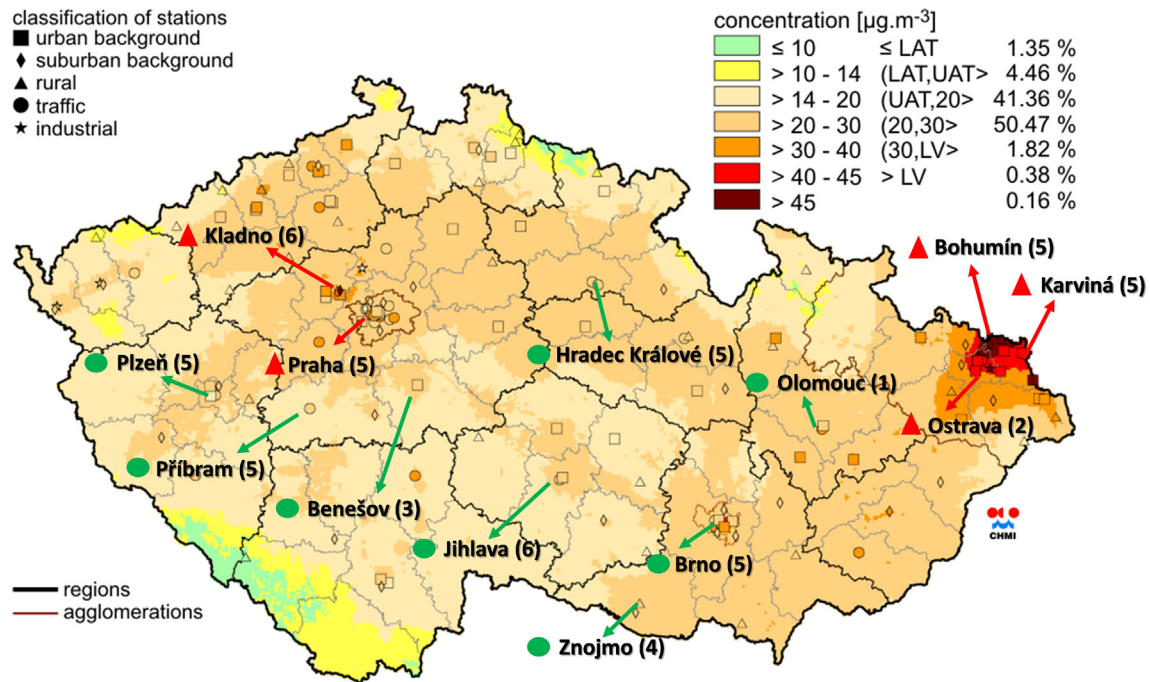 classification of stations
urban background
suburban background
rural
traffic
industrial
concentration [µg.m-3]
≤ 10 ≤ LAT 1.35 %
> 10 - 14 (LAT,UAT> 4.46 %
> 14 - 20 (UAT,20> 41.36 %
> 20 - 30 (20,30> 50.47 %
> 30 - 40 (30,LV> 1.82 %
> 40 - 45 > LV 0.38 %
> 45 0.16 %
Kladno (6)
Bohumín (5)
Karviná (5)
Plzeň (5)
Praha (5)
Hradec Králové (5)
Olomouc (1)
Ostrava (2)
Příbram (5)
Benešov (3)
Jihlava (6)
Brno (5)
CHMI
Znojmo (4)
regions
agglomerations